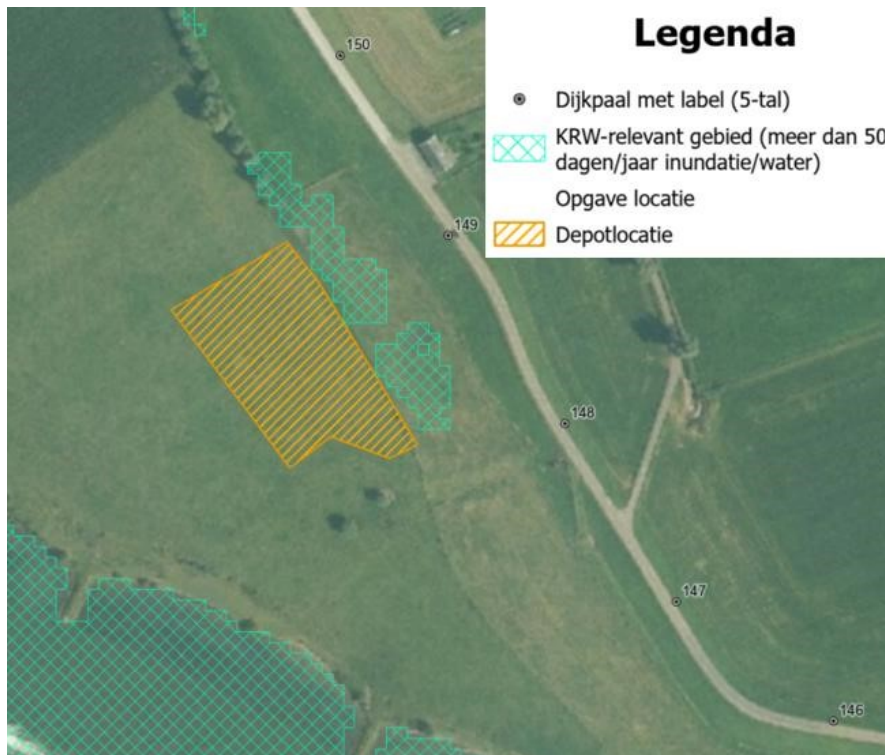 Legenda
Dijkpaal met label (5-tal)
KRW-relevant gebied (meer dan 50
dagen/jaar inundatie/water)
Opgave locatie
Depotlocatie
150
149
148
147
146